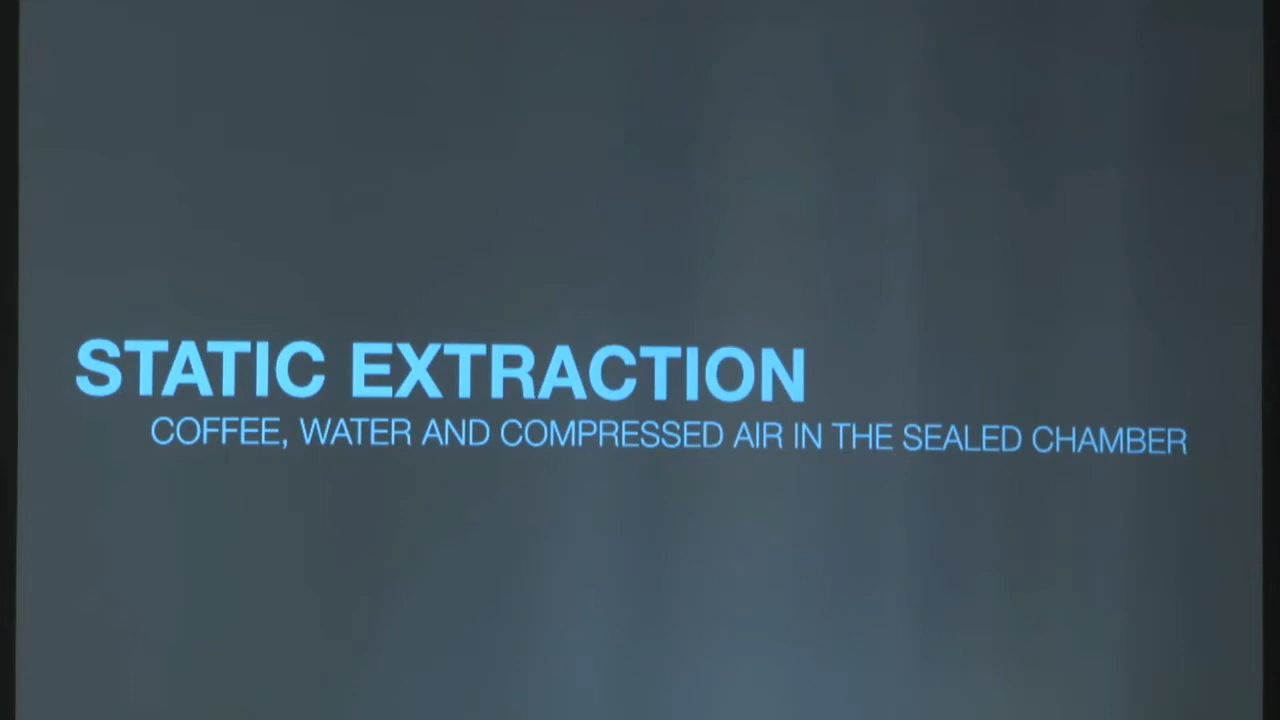 STATIC EXTRACTION
COFFEE, WATER AND COMPRESSED AIR IN THE SEALED CHAMBER